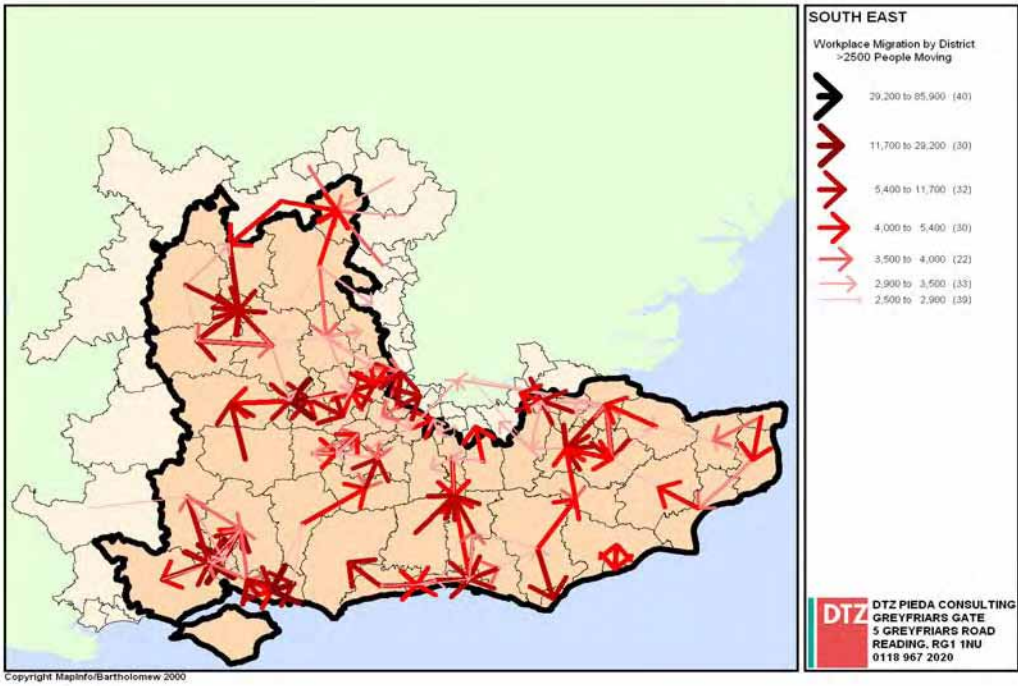 SOUTH EAST
Workplace Migration by District
>2500 People Moving
29,200 to 85,900 (40)
11,700 to 29,200 (30)
5,400 to 11,700 (32)
4,000 to 5,400 (30)
3,500 to 4,000 (22)
2,900 to 3,500 (33)
2,500 to 2,900 (39)
DTZ
DTZ PIEDA CONSULTING
GREYFRIARS GATE
5 GREYFRIARS ROAD
READING, RG1 1NU
0118 967 2020
Copyright MapInfo/Bartholomew 2000